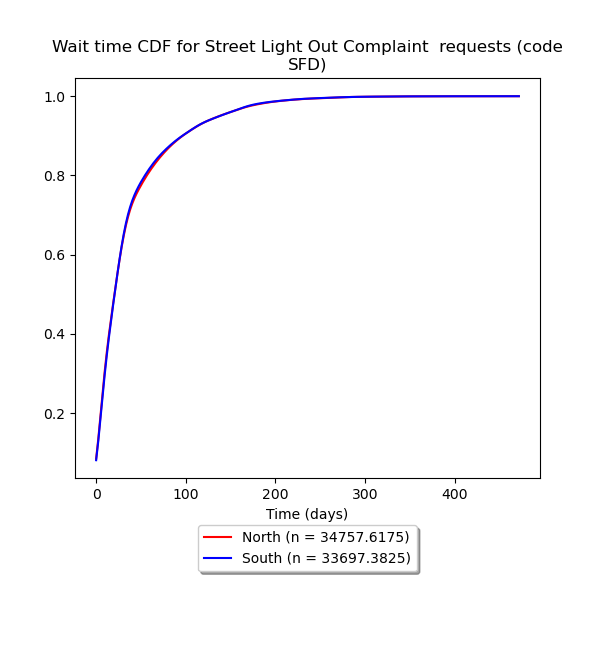 Wait time CDF for Street Light Out Complaint  requests (code
SFD)
1.0
0.8
0.6
0.4
0.2
0 100 200 300 400
Time (days)
North (n = 34757.6175)
South (n = 33697.3825)